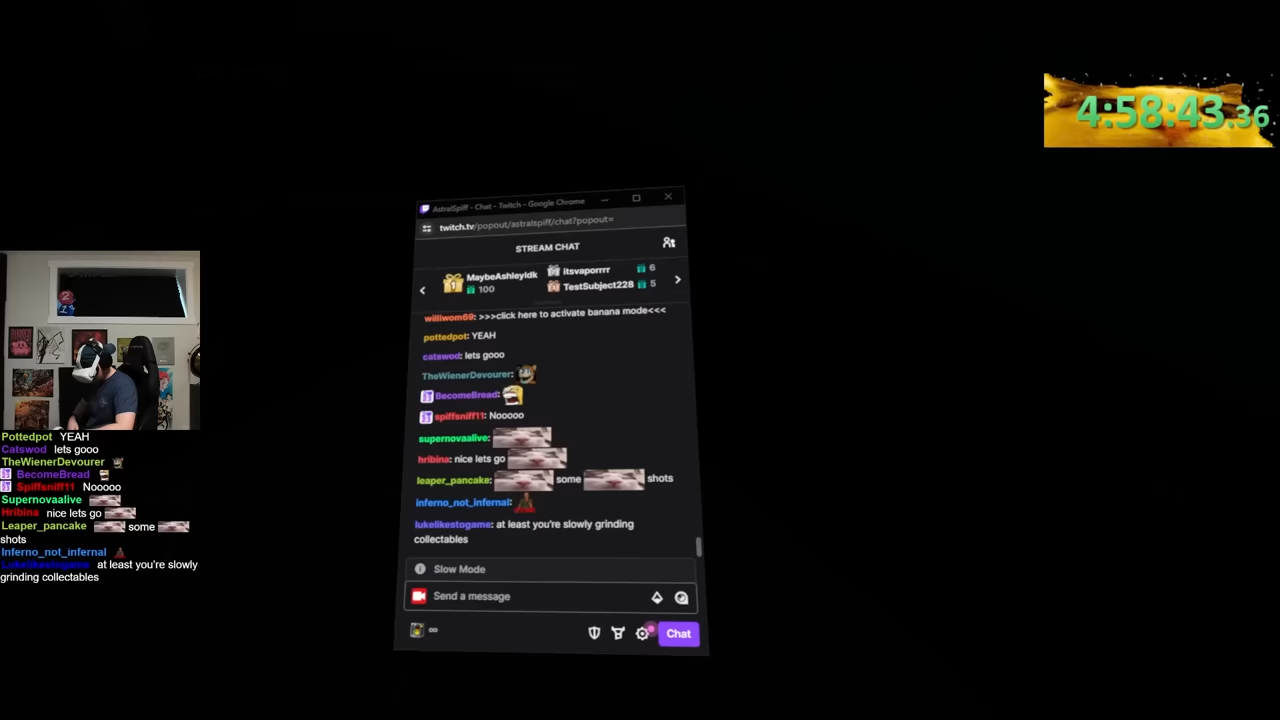 4:58:43.36
AstralSpiff - Chat - Twitch - Google Chrome
twitch.tv/popout/astralspiff/chat?popout=
STREAM CHAT
1 MaybeAshleyIdk 100
2 itsvaporrrr 6
3 TestSubject228 5
williwom69: >>>click here to activate banana mode<<<
pottedpot: YEAH
catswod: lets gooo
TheWienerDevourer:
BecomeBread:
spiffsniff11: Nooooo
supernovaalive:
hribina: nice lets go
leaper_pancake: some shots
inferno_not_infernal:
lukelikestogame: at least you're slowly grinding
collectables
Slow Mode
Send a message
∞
Chat
Pottedpot YEAH
Catswod lets gooo
TheWienerDevourer
BecomeBread
Spiffsniff11 Nooooo
Supernovaalive
Hribina nice lets go
Leaper_pancake some
shots
Inferno_not_infernal
Lukelikestogame at least you're slowly
grinding collectables